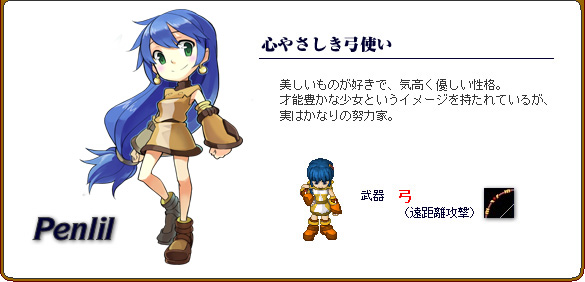 心やさしき弓使い
美しいものが好きで、気高く優しい性格。
才能豊かな少女というイメージを持たれているが、
実はかなりの努力家。
武器 弓
(遠距離攻撃)
Penlil